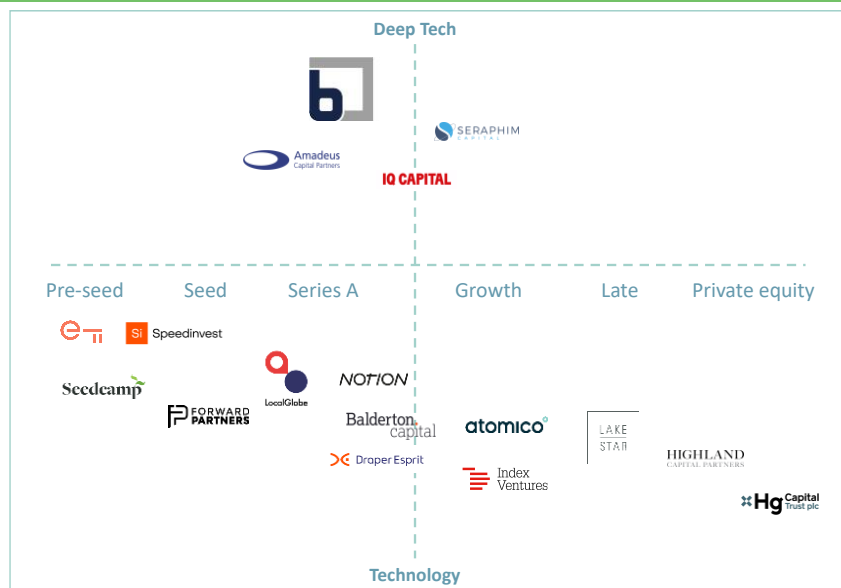 Deep Tech
b
SERAPHIM
CAPITAL
Amadeus
Capital Partners
IQ CAPITAL
Pre-seed Seed Series A Growth Late Private equity
Si Speedinvest
Seedcamp
FORWARD
PARTNERS
LocalGlobe
NOTION
Balderton.
capital
atomico
LAKE
STAR
Draper Esprit
Index
Ventures
HIGHLAND
CAPITAL PARTNERS
Hg Capital
Trust plc
Technology